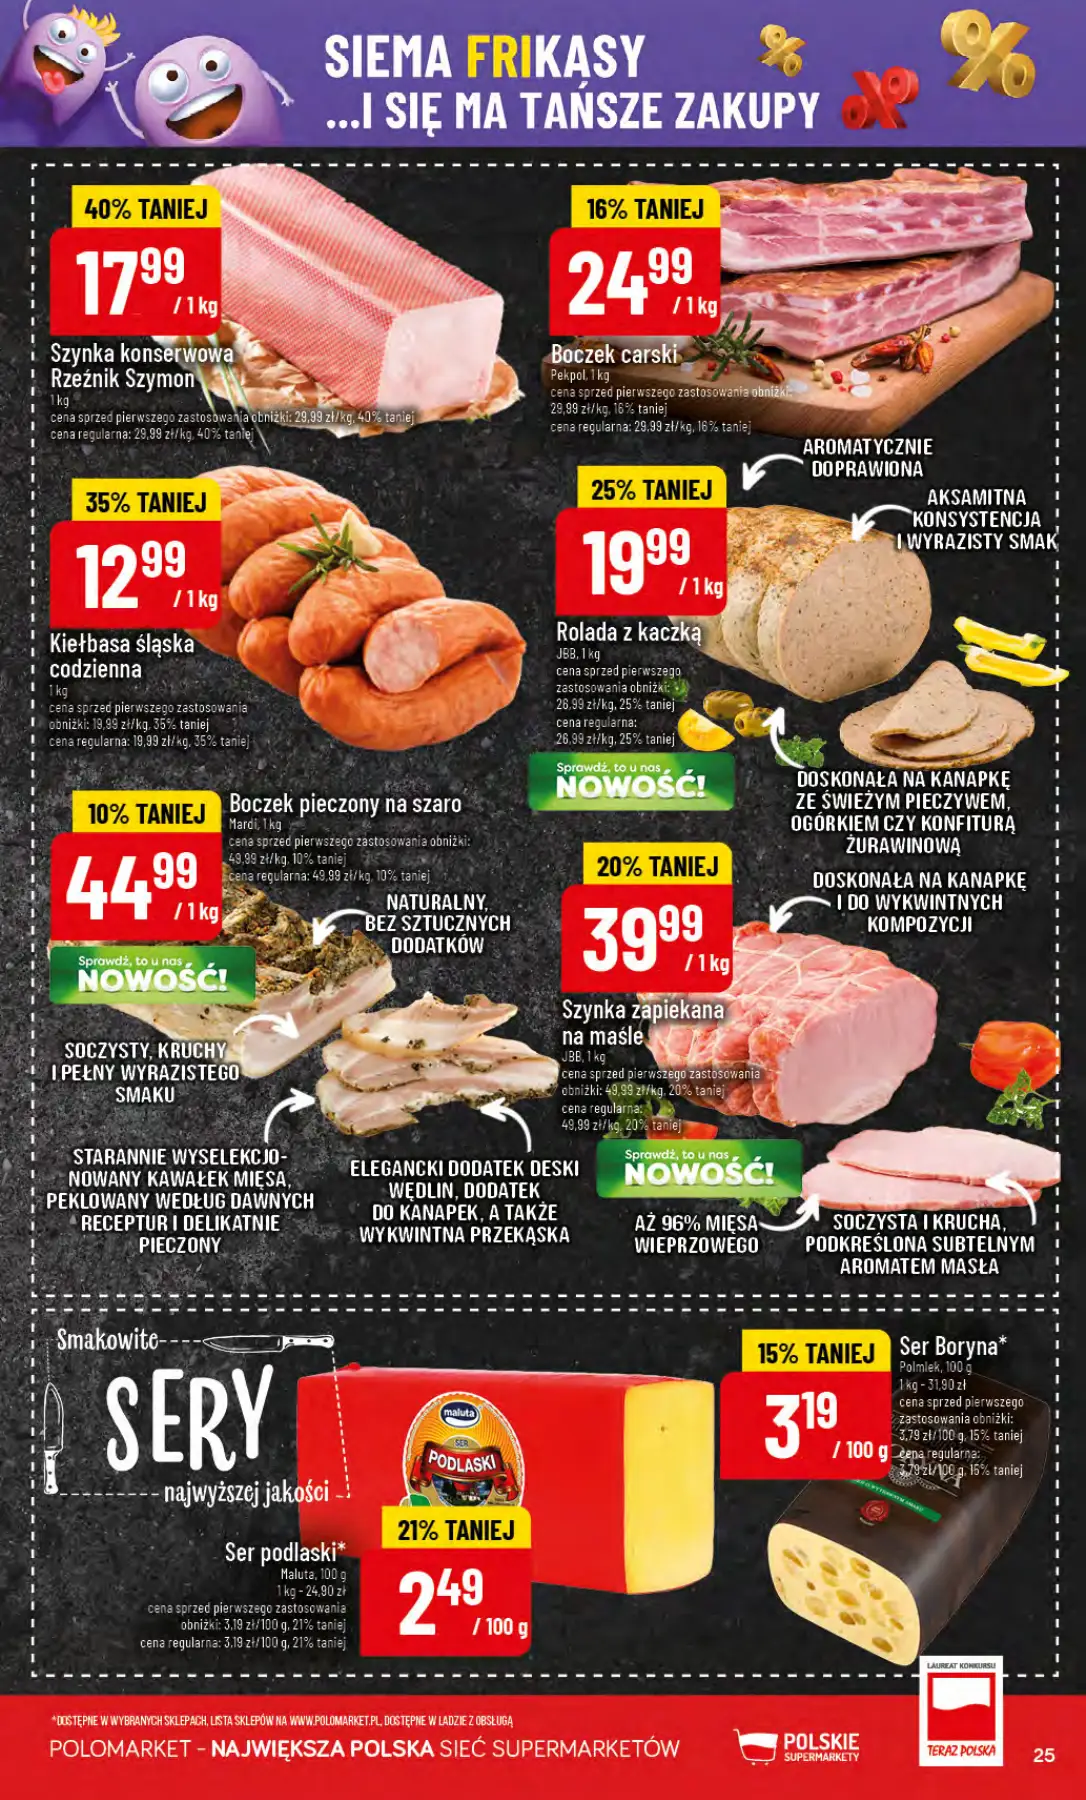 SIEMA FRIKASY
...I SIĘ MA TAŃSZE ZAKUPY
40% TANIEJ
17 99
/ 1 kg
Szynka konserwowa
Rzeźnik Szymon
1 kg
cena sprzed pierwszego zastosowania obniżki: 29,99 zł/kg, 40% taniej
cena regularna: 29,99 zł/kg, 40% taniej
16% TANIEJ
24 99
/ 1 kg
Boczek carski
Pekpol, 1 kg
cena sprzed pierwszego zastosowania obniżki:
29,99 zł/kg, 16% taniej
cena regularna: 29,99 zł/kg, 16% taniej
35% TANIEJ
12 99
/ 1 kg
Kiełbasa śląska
codzienna
1 kg
cena sprzed pierwszego zastosowania
obniżki: 19,99 zł/kg, 35% taniej
cena regularna: 19,99 zł/kg, 35% taniej
AROMATYCZNIE
DOPRAWIONA
AKSAMITNA
KONSYSTENCJA
I WYRAZISTY SMAK
25% TANIEJ
19 99
/ 1 kg
Rolada z kaczką
JBB, 1 kg
cena sprzed pierwszego
zastosowania obniżki:
26,99 zł/kg, 25% taniej
cena regularna:
26,99 zł/kg, 25% taniej
Sprawdź, to u nas
NOWOŚĆ!
DOSKONAŁA NA KANAPKĘ
ZE ŚWIEŻYM PIECZYWEM,
OGÓRKIEM CZY KONFITURĄ
ŻURAWINOWĄ
10% TANIEJ
44 99
/ 1 kg
Boczek pieczony na szaro
Mardi, 1 kg
cena sprzed pierwszego zastosowania obniżki:
49,99 zł/kg, 10% taniej
cena regularna: 49,99 zł/kg, 10% taniej
Sprawdź, to u nas
NOWOŚĆ!
NATURALNY,
BEZ SZTUCZNYCH
DODATKÓW
SOCZYSTY, KRUCHY
I PEŁNY WYRAZISTEGO
SMAKU
STARANNIE WYSELEKCJO-
NOWANY KAWAŁEK MIĘSA,
PEKLOWANY WEDŁUG DAWNYCH
RECEPTUR I DELIKATNIE
PIECZONY
ELEGANCKI DODATEK DESKI
WĘDLIN, DODATEK
DO KANAPEK, A TAKŻE
WYKWINTNA PRZEKĄSKA
20% TANIEJ
39 99
/ 1 kg
Szynka zapiekana
na maśle
JBB, 1 kg
cena sprzed pierwszego zastosowania
obniżki: 49,99 zł/kg, 20% taniej
cena regularna:
49,99 zł/kg, 20% taniej
DOSKONAŁA NA KANAPKĘ
I DO WYKWINTNYCH
KOMPOZYCJI
Sprawdź, to u nas
NOWOŚĆ!
AŻ 96% MIĘSA
WIEPRZOWEGO
SOCZYSTA I KRUCHA,
PODKREŚLONA SUBTELNYM
AROMATEM MASŁA
Smakowite
SERY
najwyższej jakości
maluta
SER
PODLASKI
21% TANIEJ
2 49
/ 100 g
Ser podlaski*
Maluta, 100 g
1 kg - 24,90 zł
cena sprzed pierwszego zastosowania
obniżki: 3,19 zł/100 g, 21% taniej
cena regularna: 3,19 zł/100 g, 21% taniej
15% TANIEJ
3 19
/ 100 g
Ser Boryna*
Polmlek, 100 g
1 kg - 31,90 zł
cena sprzed pierwszego
zastosowania obniżki:
3,79 zł/100 g, 15% taniej
cena regularna:
3,79 zł/100 g, 15% taniej
*DOSTĘPNE W WYBRANYCH SKLEPACH, LISTA SKLEPÓW NA WWW.POLOMARKET.PL, DOSTĘPNE W LADZIE Z OBSŁUGĄ
POLOMARKET - NAJWIĘKSZA POLSKA SIEĆ SUPERMARKETÓW
POLSKIE
SUPERMARKETY
LAUREAT KONKURSU
TERAZ POLSKA
25